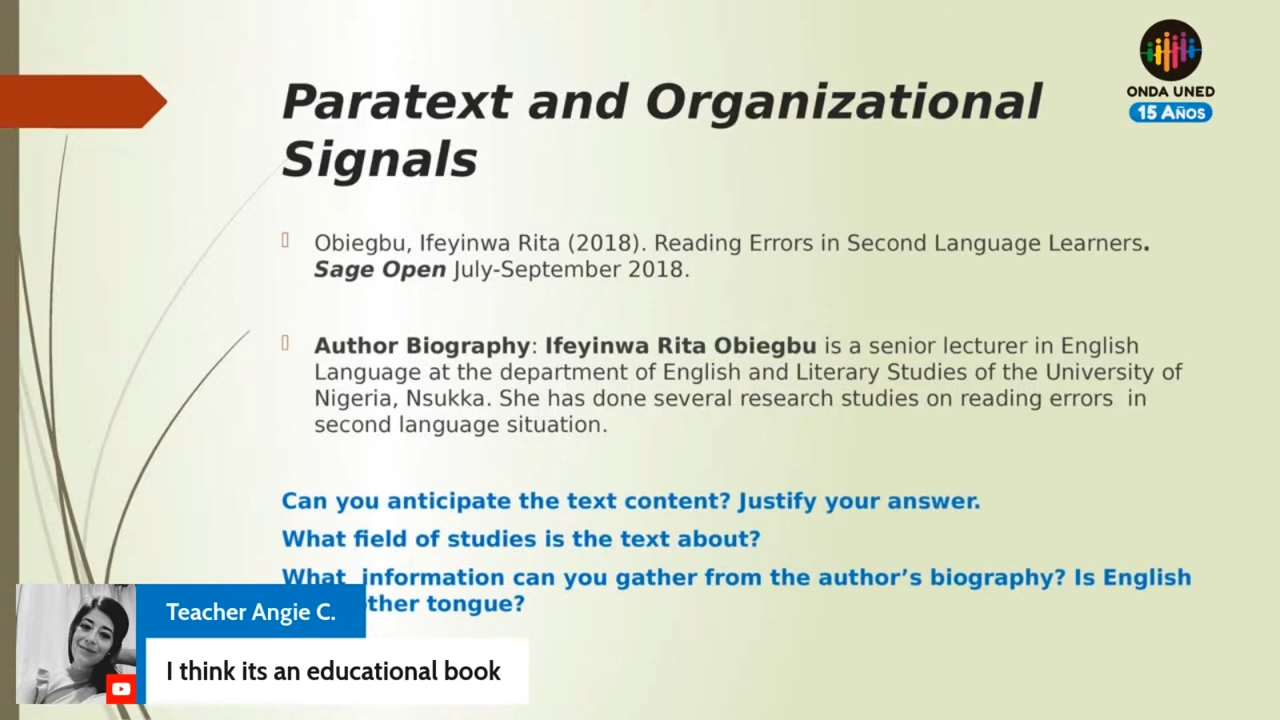 Paratext and Organizational
Signals
ONDA UNED
15 AÑOS
Obiegbu, Ifeyinwa Rita (2018). Reading Errors in Second Language Learners.
Sage Open July-September 2018.
Author Biography: Ifeyinwa Rita Obiegbu is a senior lecturer in English
Language at the department of English and Literary Studies of the University of
Nigeria, Nsukka. She has done several research studies on reading errors in
second language situation.
Can you anticipate the text content? Justify your answer.
What field of studies is the text about?
What information can you gather from the author’s biography? Is English
tongue?
Teacher Angie C.
I think its an educational book